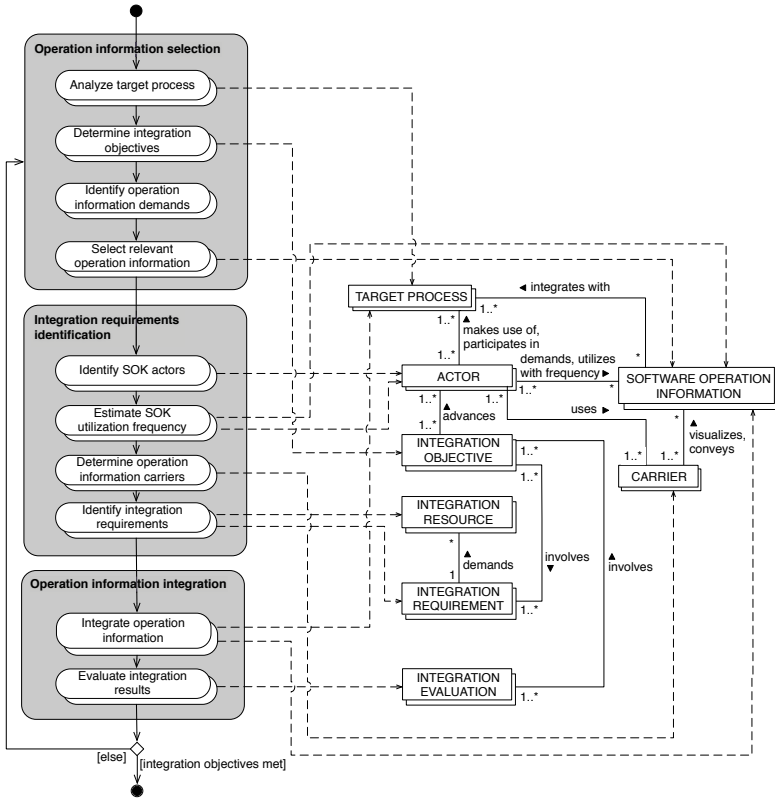 Operation information selection
Analyze target process
Determine integration
objectives
Identify operation
information demands
Select relevant
operation information
Integration requirements
identification
Identify SOK actors
Estimate SOK
utilization frequency
Determine operation
information carriers
Identify integration
requirements
Operation information integration
Integrate operation
information
Evaluate integration
results
[else]
[integration objectives met]
TARGET PROCESS
◄ integrates with
1..*
1..*
▲
makes use of,
participates in
1..*
*
demands, utilizes
with frequency ►
ACTOR
1..*
*
SOFTWARE OPERATION
INFORMATION
1..*
1..*
▲
advances
1..*
uses ►
*
▲
visualizes,
conveys
1..*
1..*
CARRIER
INTEGRATION
OBJECTIVE
1..*
1..*
INTEGRATION
RESOURCE
*
▲
demands
1
involves
▼
▲
involves
INTEGRATION
REQUIREMENT
1..*
INTEGRATION
EVALUATION
1..*